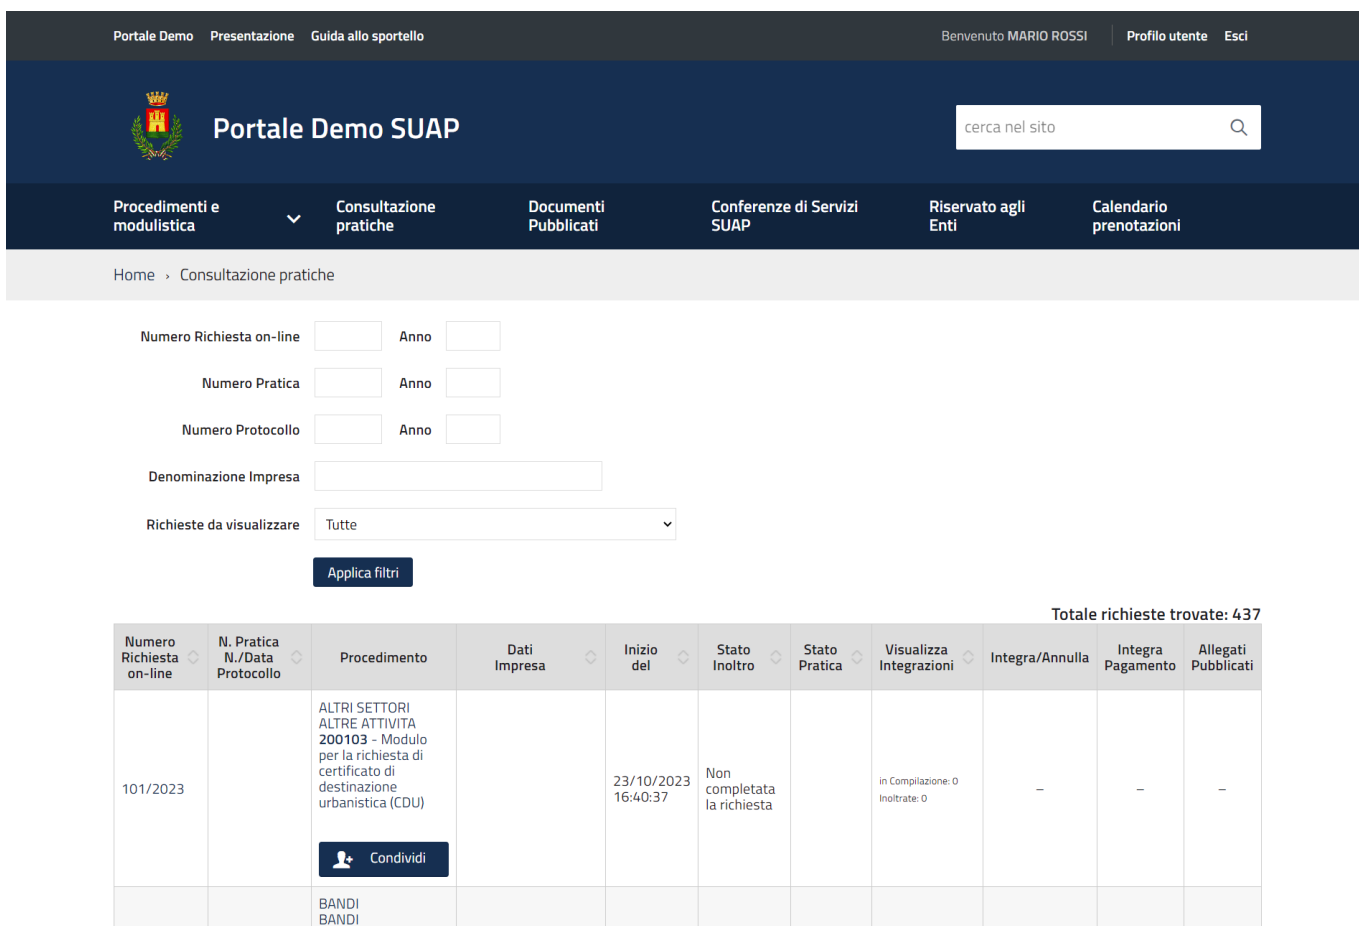 Portale Demo Presentazione Guida allo sportello Benvenuto MARIO ROSSI Profilo utente Esci
Portale Demo SUAP
cerca nel sito
Procedimenti e modulistica
Consultazione pratiche
Documenti Pubblicati
Conferenze di Servizi SUAP
Riservato agli Enti
Calendario prenotazioni
Home › Consultazione pratiche
Numero Richiesta on-line Anno
Numero Pratica Anno
Numero Protocollo Anno
Denominazione Impresa
Richieste da visualizzare Tutte
Applica filtri
Totale richieste trovate: 437
Numero
Richiesta
on-line
N. Pratica
N./Data
Protocollo
Procedimento
Dati
Impresa
Inizio
del
Stato
Inoltro
Stato
Pratica
Visualizza
Integrazioni
Integra/Annulla
Integra
Pagamento
Allegati
Pubblicati
101/2023
ALTRI SETTORI
ALTRE ATTIVITA
200103 - Modulo
per la richiesta di
certificato di
destinazione
urbanistica (CDU)
Condividi
23/10/2023
16:40:37
Non
completata
la richiesta
in Compilazione: 0
Inoltrate: 0
–
–
–
BANDI
BANDI